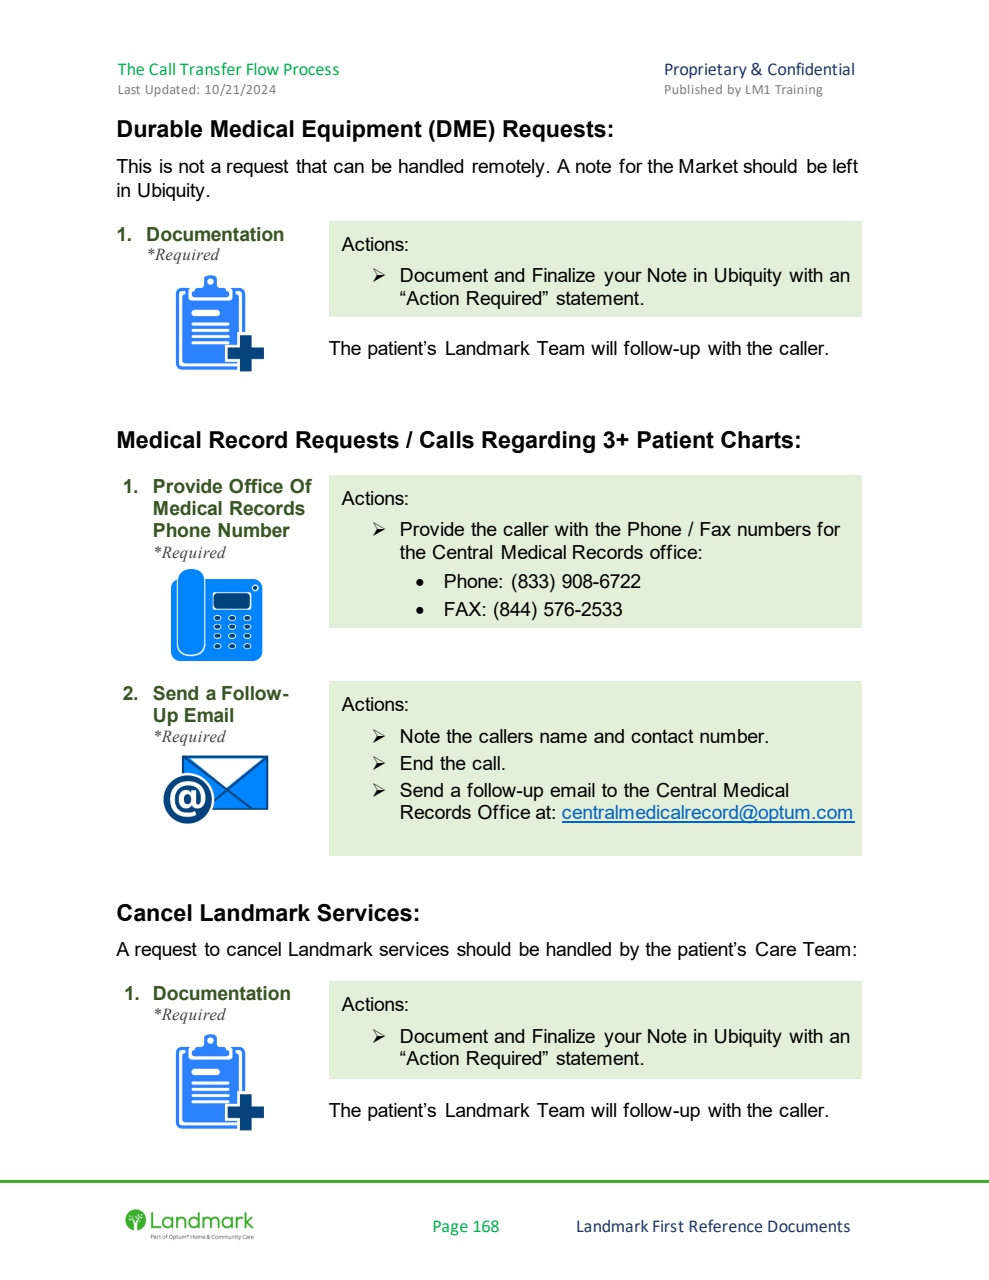 The Call Transfer Flow Process
Proprietary & Confidential
Last Updated: 10/21/2024
Published by LM1 Training
Durable Medical Equipment (DME) Requests:
This is not a request that can be handled remotely. A note for the Market should be left
in Ubiquity.
1. Documentation
*Required
Actions:
➢ Document and Finalize your Note in Ubiquity with an
“Action Required” statement.
The patient’s Landmark Team will follow-up with the caller.
Medical Record Requests / Calls Regarding 3+ Patient Charts:
1. Provide Office Of
Medical Records
Phone Number
*Required
Actions:
➢ Provide the caller with the Phone / Fax numbers for
the Central Medical Records office:
• Phone: (833) 908-6722
• FAX: (844) 576-2533
2. Send a Follow-
Up Email
*Required
@
Actions:
➢ Note the callers name and contact number.
➢ End the call.
➢ Send a follow-up email to the Central Medical
Records Office at: centralmedicalrecord@optum.com
Cancel Landmark Services:
A request to cancel Landmark services should be handled by the patient’s Care Team:
1. Documentation
*Required
Actions:
➢ Document and Finalize your Note in Ubiquity with an
“Action Required” statement.
The patient’s Landmark Team will follow-up with the caller.
Landmark
Part of Optum® Home & Community Care
Page 168
Landmark First Reference Documents